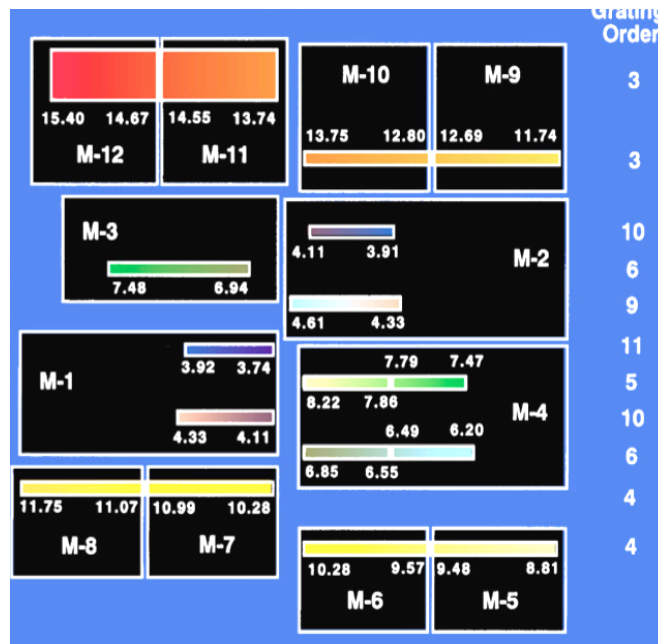 Grating
Order
M-10 M-9
3
15.40 14.67 14.55 13.74
M-12 M-11
13.75 12.80 12.69 11.74
3
M-3
10
4.11 3.91
M-2
6
7.48 6.94
9
4.61 4.33
11
3.92 3.74
7.79 7.47
M-1
5
8.22 7.86
M-4
10
4.33 4.11
6.49 6.20
6
6.85 6.55
4
11.75 11.07 10.99 10.28
M-8 M-7
4
10.28 9.57 9.48 8.81
M-6 M-5